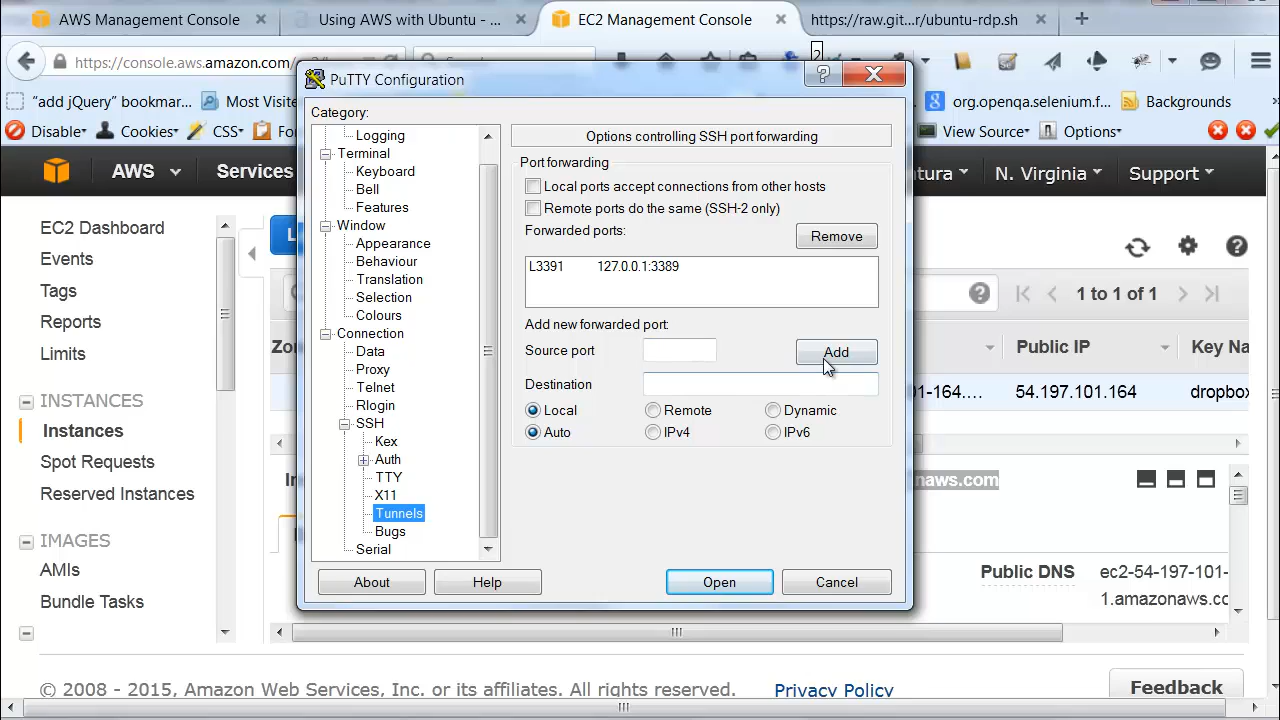 AWS Management Console
Using AWS with Ubuntu - ...
EC2 Management Console
https://raw.git...r/ubuntu-rdp.sh
https://console.aws.amazon.com
PuTTY Configuration
"add jQuery" bookmar...
Most Visite
org.openqa.selenium.f...
Backgrounds
Disable
Cookies
CSS
View Source
Options
AWS
Services
N. Virginia
Support
EC2 Dashboard
Events
Tags
Reports
Limits
INSTANCES
Instances
Spot Requests
Reserved Instances
IMAGES
AMIs
Bundle Tasks
Category:
Logging
Terminal
Keyboard
Bell
Features
Window
Appearance
Behaviour
Translation
Selection
Colours
Connection
Data
Proxy
Telnet
Rlogin
SSH
Kex
Auth
TTY
X11
Tunnels
Bugs
Serial
Options controlling SSH port forwarding
Port forwarding
Local ports accept connections from other hosts
Remote ports do the same (SSH-2 only)
Forwarded ports:
Remove
L3391 127.0.0.1:3389
Add new forwarded port:
Source port
Add
Destination
Local
Remote
Dynamic
Auto
IPv4
IPv6
About
Help
Open
Cancel
1 to 1 of 1
Public IP
Key Na
01-164....
54.197.101.164
dropbox
naws.com
Public DNS
ec2-54-197-101-
1.amazonaws.co
© 2008 - 2015, Amazon Web Services, Inc. or its affiliates. All rights reserved.
Privacy Policy
Feedback